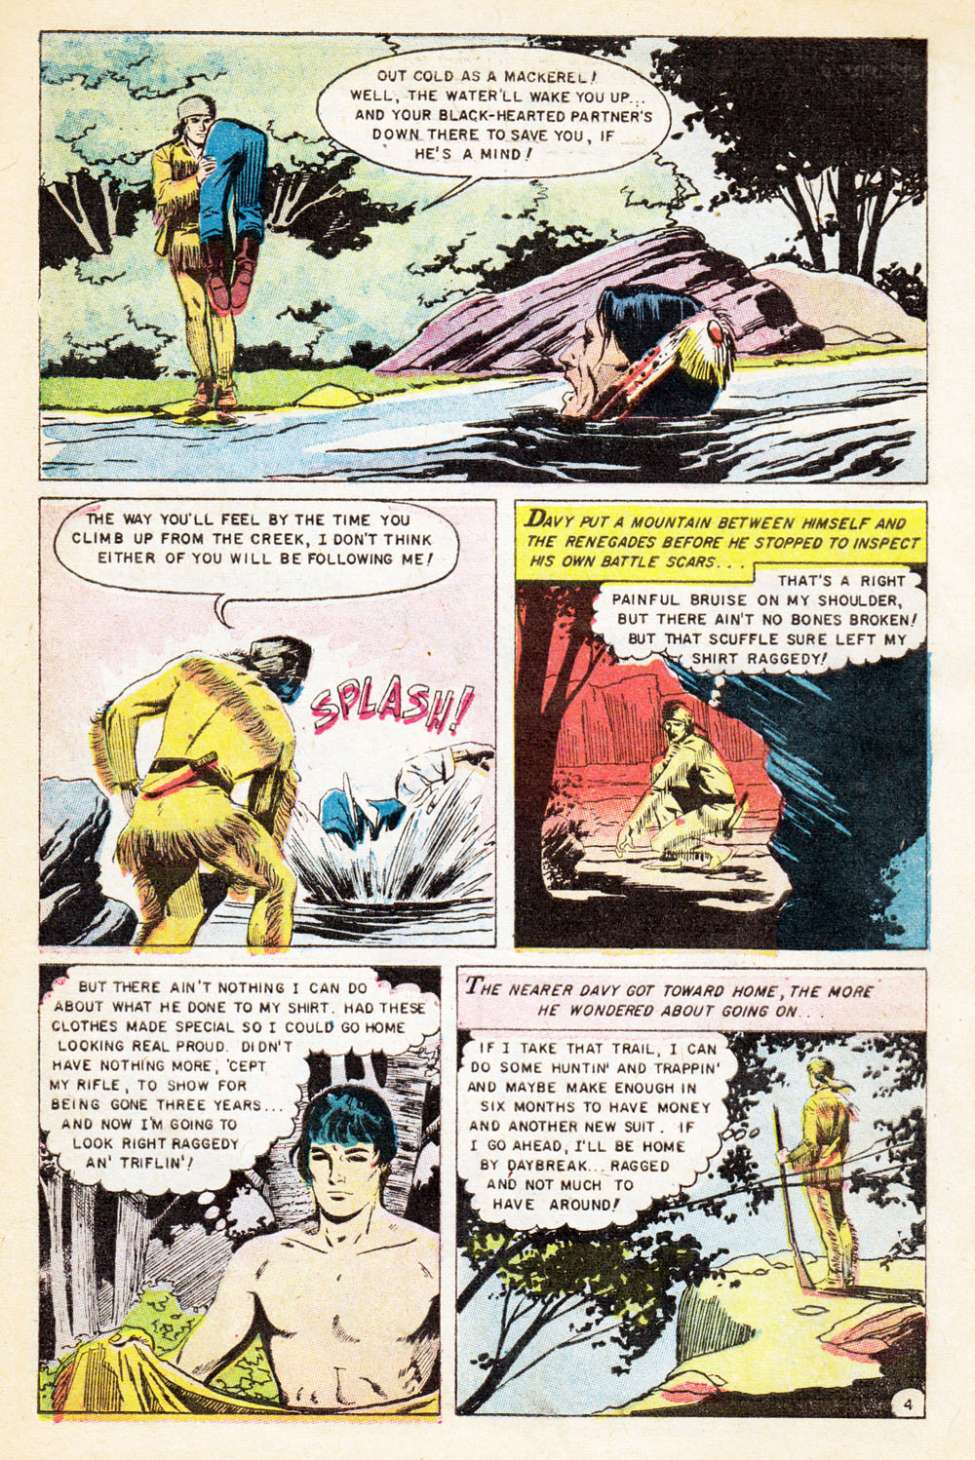 OUT COLD AS A MACKEREL!
WELL, THE WATER'LL WAKE YOU UP...
AND YOUR BLACK-HEARTED PARTNER'S
DOWN THERE TO SAVE YOU, IF
HE'S A MIND!
THE WAY YOU'LL FEEL BY THE TIME YOU
CLIMB UP FROM THE CREEK, I DON'T THINK
EITHER OF YOU WILL BE FOLLOWING ME!
SPLASH!
DAVY PUT A MOUNTAIN BETWEEN HIMSELF AND
THE RENEGADES BEFORE HE STOPPED TO INSPECT
HIS OWN BATTLE SCARS...
THAT'S A RIGHT
PAINFUL BRUISE ON MY SHOULDER,
BUT THERE AIN'T NO BONES BROKEN!
BUT THAT SCUFFLE SURE LEFT MY
SHIRT RAGGEDY!
BUT THERE AIN'T NOTHING I CAN DO
ABOUT WHAT HE DONE TO MY SHIRT. HAD THESE
CLOTHES MADE SPECIAL SO I COULD GO HOME
LOOKING REAL PROUD. DIDN'T
HAVE NOTHING MORE, 'CEPT
MY RIFLE, TO SHOW FOR
BEING GONE THREE YEARS...
AND NOW I'M GOING TO
LOOK RIGHT RAGGEDY
AN' TRIFLIN'!
THE NEARER DAVY GOT TOWARD HOME, THE MORE
HE WONDERED ABOUT GOING ON...
IF I TAKE THAT TRAIL, I CAN
DO SOME HUNTIN' AND TRAPPIN'
AND MAYBE MAKE ENOUGH IN
SIX MONTHS TO HAVE MONEY
AND ANOTHER NEW SUIT. IF
I GO AHEAD, I'LL BE HOME
BY DAYBREAK... RAGGED
AND NOT MUCH TO
HAVE AROUND!
4